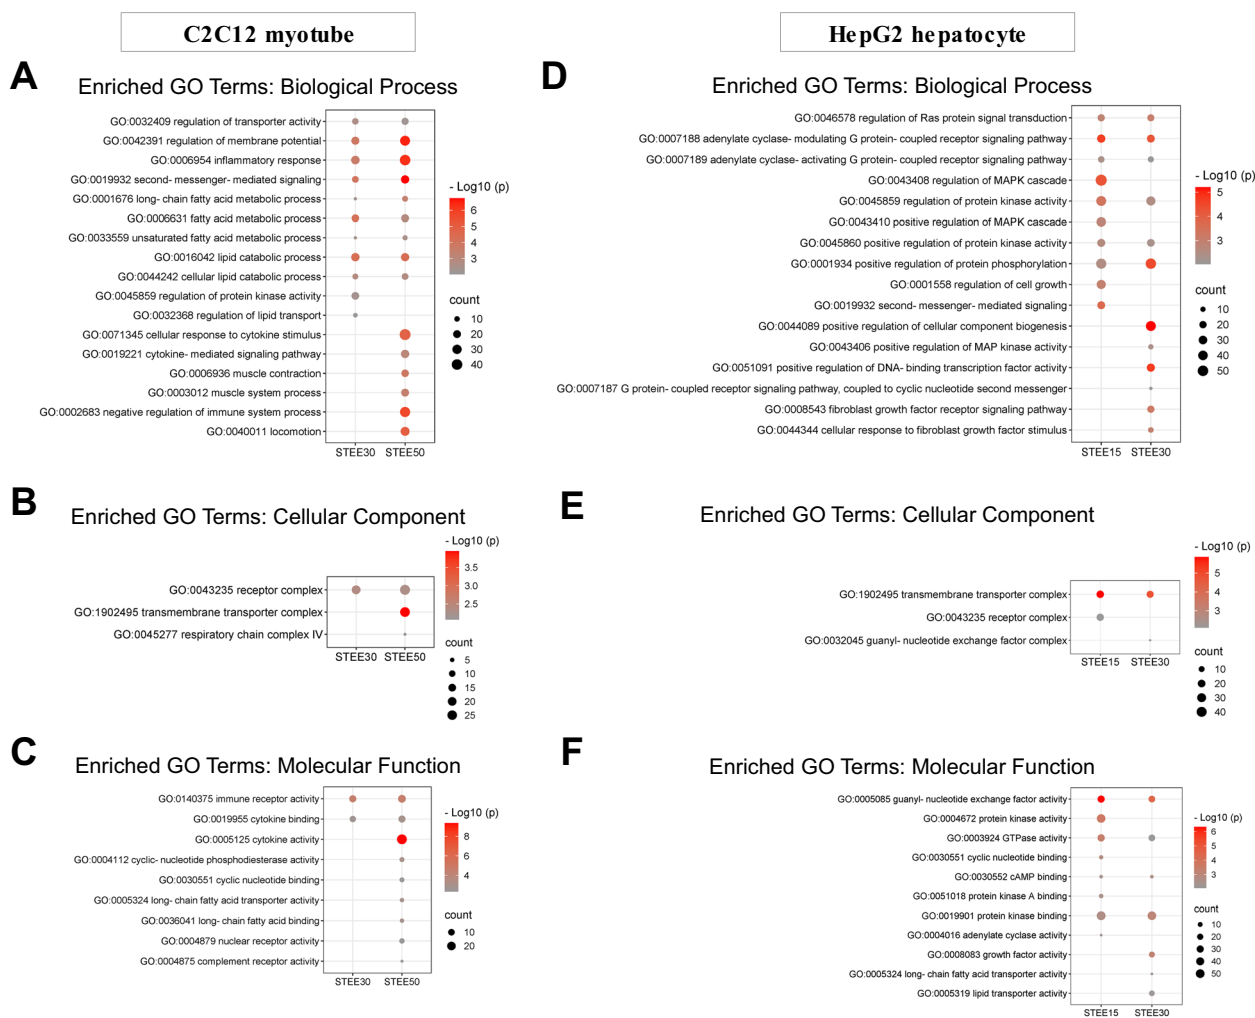 C2C12 myotube
HepG2 hepatocyte
A
Enriched GO Terms: Biological Process
GO:0032409 regulation of transporter activity
GO:0042391 regulation of membrane potential
GO:0006954 inflammatory response
GO:0019932 second- messenger- mediated signaling
GO:0001676 long- chain fatty acid metabolic process
GO:0006631 fatty acid metabolic process
GO:0033559 unsaturated fatty acid metabolic process
GO:0016042 lipid catabolic process
GO:0044242 cellular lipid catabolic process
GO:0045859 regulation of protein kinase activity
GO:0032368 regulation of lipid transport
GO:0071345 cellular response to cytokine stimulus
GO:0019221 cytokine- mediated signaling pathway
GO:0006936 muscle contraction
GO:0003012 muscle system process
GO:0002683 negative regulation of immune system process
GO:0040011 locomotion
STEE30 STEE50
- Log10 (p)
6
5
4
3
count
10
20
30
40
D
Enriched GO Terms: Biological Process
GO:0046578 regulation of Ras protein signal transduction
GO:0007188 adenylate cyclase- modulating G protein- coupled receptor signaling pathway
GO:0007189 adenylate cyclase- activating G protein- coupled receptor signaling pathway
GO:0043408 regulation of MAPK cascade
GO:0045859 regulation of protein kinase activity
GO:0043410 positive regulation of MAPK cascade
GO:0045860 positive regulation of protein kinase activity
GO:0001934 positive regulation of protein phosphorylation
GO:0001558 regulation of cell growth
GO:0019932 second- messenger- mediated signaling
GO:0044089 positive regulation of cellular component biogenesis
GO:0043406 positive regulation of MAP kinase activity
GO:0051091 positive regulation of DNA- binding transcription factor activity
GO:0007187 G protein- coupled receptor signaling pathway, coupled to cyclic nucleotide second messenger
GO:0008543 fibroblast growth factor receptor signaling pathway
GO:0044344 cellular response to fibroblast growth factor stimulus
STEE15 STEE30
- Log10 (p)
5
4
3
count
10
20
30
40
50
B
Enriched GO Terms: Cellular Component
GO:0043235 receptor complex
GO:1902495 transmembrane transporter complex
GO:0045277 respiratory chain complex IV
STEE30 STEE50
- Log10 (p)
3.5
3.0
2.5
count
5
10
15
20
25
E
Enriched GO Terms: Cellular Component
GO:1902495 transmembrane transporter complex
GO:0043235 receptor complex
GO:0032045 guanyl- nucleotide exchange factor complex
STEE15 STEE30
- Log10 (p)
5
4
3
count
10
20
30
40
C
Enriched GO Terms: Molecular Function
GO:0140375 immune receptor activity
GO:0019955 cytokine binding
GO:0005125 cytokine activity
GO:0004112 cyclic- nucleotide phosphodiesterase activity
GO:0030551 cyclic nucleotide binding
GO:0005324 long- chain fatty acid transporter activity
GO:0036041 long- chain fatty acid binding
GO:0004879 nuclear receptor activity
GO:0004875 complement receptor activity
STEE30 STEE50
- Log10 (p)
8
6
4
count
10
20
F
Enriched GO Terms: Molecular Function
GO:0005085 guanyl- nucleotide exchange factor activity
GO:0004672 protein kinase activity
GO:0003924 GTPase activity
GO:0030551 cyclic nucleotide binding
GO:0030552 cAMP binding
GO:0051018 protein kinase A binding
GO:0019901 protein kinase binding
GO:0004016 adenylate cyclase activity
GO:0008083 growth factor activity
GO:0005324 long- chain fatty acid transporter activity
GO:0005319 lipid transporter activity
STEE15 STEE30
- Log10 (p)
6
5
4
3
count
10
20
30
40
50